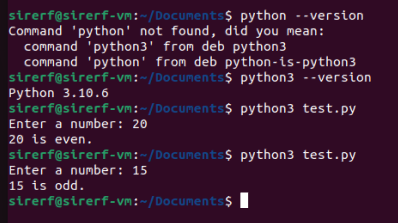 sirerf@sirerf-vm:~/Documents$ python --version
Command 'python' not found, did you mean:
  command 'python3' from deb python3
  command 'python' from deb python-is-python3
sirerf@sirerf-vm:~/Documents$ python3 --version
Python 3.10.6
sirerf@sirerf-vm:~/Documents$ python3 test.py
Enter a number: 20
20 is even.
sirerf@sirerf-vm:~/Documents$ python3 test.py
Enter a number: 15
15 is odd.
sirerf@sirerf-vm:~/Documents$